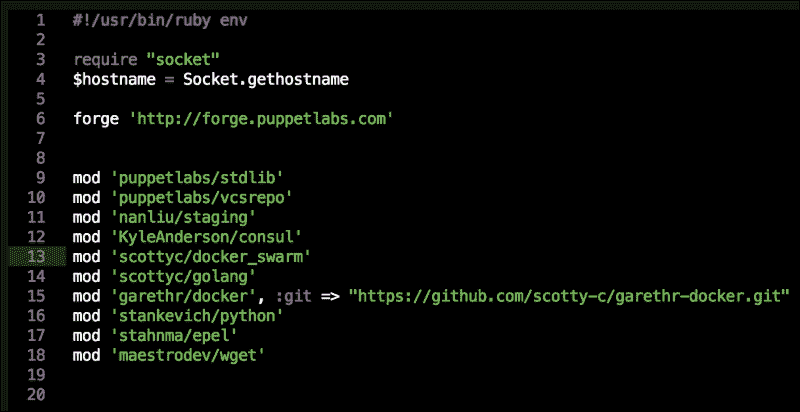 1 #!/usr/bin/ruby env
2
3 require "socket"
4 $hostname = Socket.gethostname
5
6 forge 'http://forge.puppetlabs.com'
7
8
9 mod 'puppetlabs/stdlib'
10 mod 'puppetlabs/vcsrepo'
11 mod 'nanliu/staging'
12 mod 'KyleAnderson/consul'
13 mod 'scottyc/docker_swarm'
14 mod 'scottyc/golang'
15 mod 'garethr/docker', :git => "https://github.com/scotty-c/garethr-docker.git"
16 mod 'stankevich/python'
17 mod 'stahnma/epel'
18 mod 'maestrodev/wget'
19
20